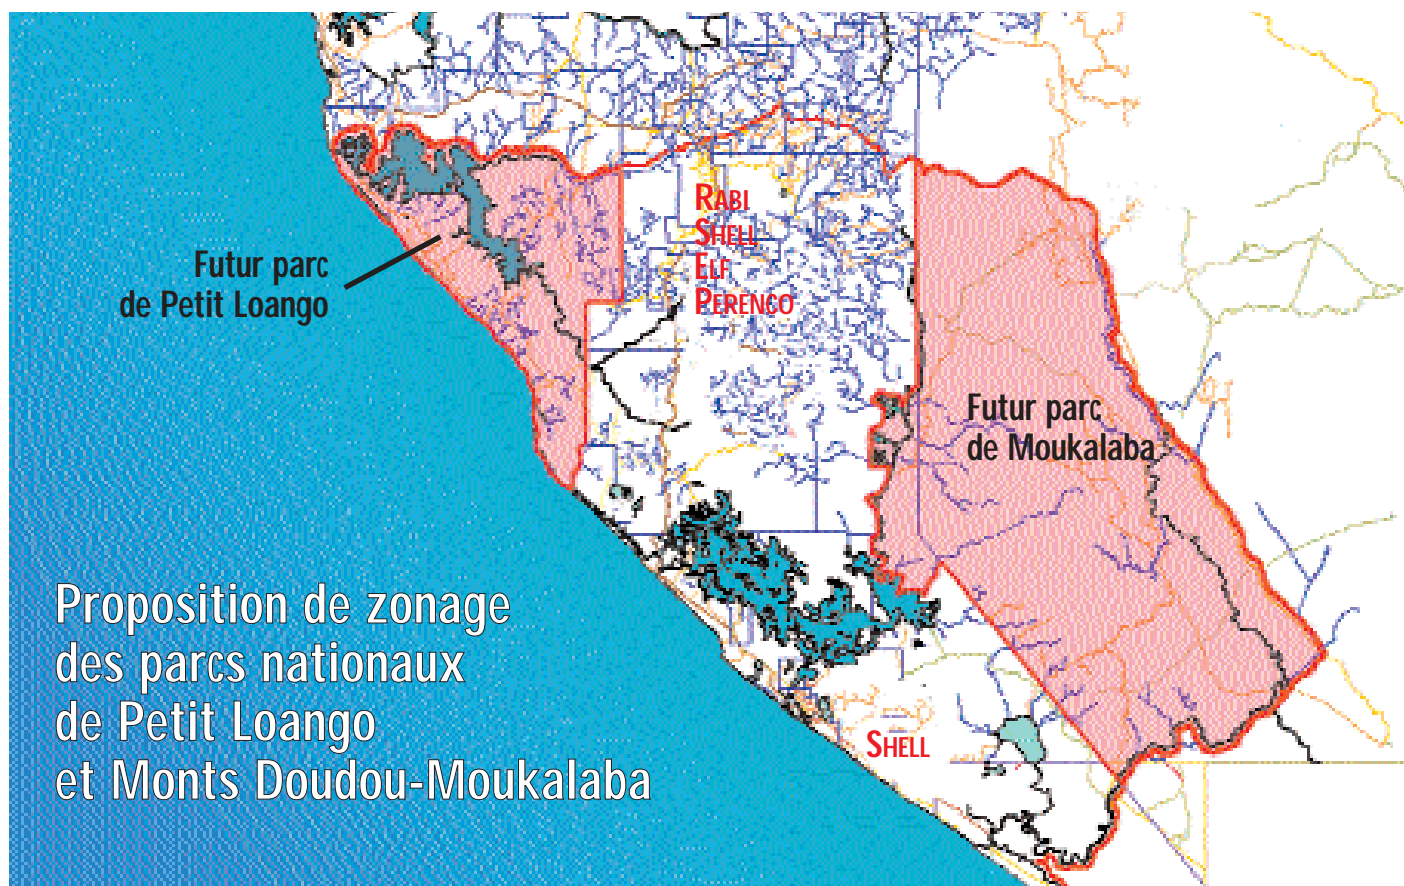 Futur parc
de Petit Loango
RABI
SHELL
ELF
PERENCO
Futur parc
de Moukalaba
Proposition de zonage
des parcs nationaux
de Petit Loango
et Monts Doudou-Moukalaba
SHELL